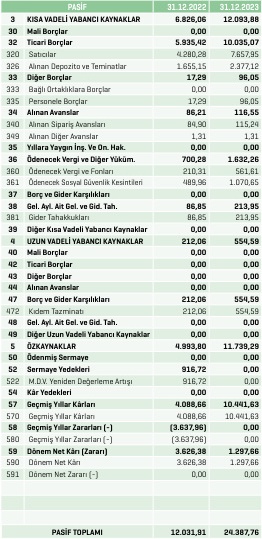 PASİF 31.12.2022 31.12.2023
3 KISA VADELİ YABANCI KAYNAKLAR 6.826,06 12.093,88
30 Mali Borçlar 0,00 0,00
32 Ticari Borçlar 5.935,42 10.035,07
320 Satıcılar 4.280,28 7.657,95
326 Alınan Depozito ve Teminatlar 1.655,15 2.377,12
33 Diğer Borçlar 17,29 96,05
333 Bağlı Ortaklıklara Borçlar 0,00 0,00
335 Personele Borçlar 17,29 96,05
34 Alınan Avanslar 86,21 116,55
340 Alınan Sipariş Avansları 84,90 115,24
349 Alınan Diğer Avanslar 1,31 1,31
35 Yıllara Yaygın İnş. Ve On. Hak. 0,00 0,00
36 Ödenecek Vergi ve Diğer Yüküm. 700,28 1.632,26
360 Ödenecek Vergi ve Fonları 210,31 561,61
361 Ödenecek Sosyal Güvenlik Kesintileri 489,96 1.070,65
37 Borç ve Gider Karşılıkları 0,00 0,00
38 Gel. Ayl. Ait Gel. ve Gid. Tah. 86,85 213,95
381 Gider Tahakkukları 86,85 213,95
39 Diğer Kısa Vadeli Yabancı Kaynaklar 0,00 0,00
4 UZUN VADELİ YABANCI KAYNAKLAR 212,06 554,59
40 Mali Borçlar 0,00 0,00
42 Ticari Borçlar 0,00 0,00
43 Diğer Borçlar 0,00 0,00
44 Alınan Avanslar 0,00 0,00
47 Borç ve Gider Karşılıkları 212,06 554,59
472 Kıdem Tazminatı 212,06 554,59
48 Gel. Ayl. Ait Gel. ve Gid. Tah. 0,00 0,00
49 Diğer Uzun Vadeli Yabancı Kaynaklar 0,00 0,00
5 ÖZKAYNAKLAR 4.993,80 11.739,29
50 Ödenmiş Sermaye 0,00 0,00
52 Sermaye Yedekleri 916,72 0,00
522 M.D.V. Yeniden Değerleme Artışı 916,72 0,00
54 Kâr Yedekleri 0,00 0,00
57 Geçmiş Yıllar Kârları 4.088,66 10.441,63
570 Geçmiş Yıllar Kârları 4.088,66 10.441,63
58 Geçmiş Yıllar Zararları (-) (3.637,96) 0,00
580 Geçmiş Yıllar Zararları (-) (3.637,96) 0,00
59 Dönem Net Kârı (Zararı) 3.626,38 1.297,66
590 Dönem Net Kârı 3.626,38 1.297,66
591 Dönem Net Zararı (-) 0,00 0,00
PASİF TOPLAMI 12.031,91 24.387,76